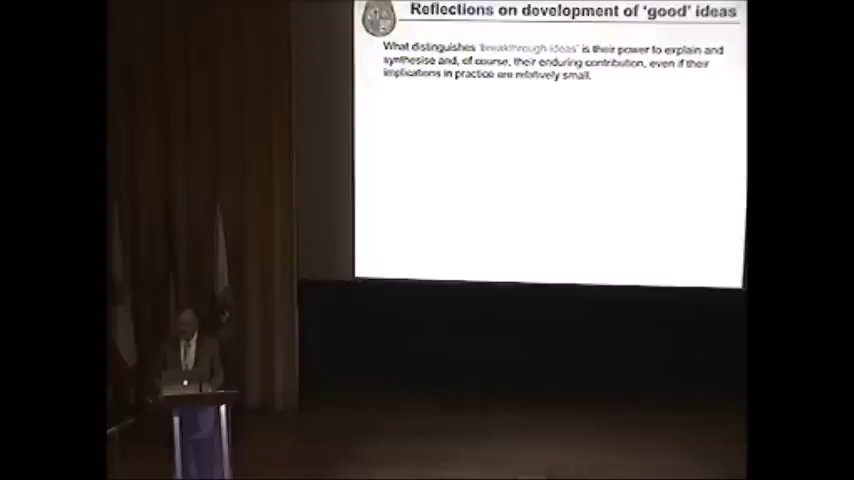 Reflections on development of 'good' ideas
What distinguishes 'breakthrough ideas' is their power to explain and
synthesise and, of course, their enduring contribution, even if their
implications in practice are relatively small.